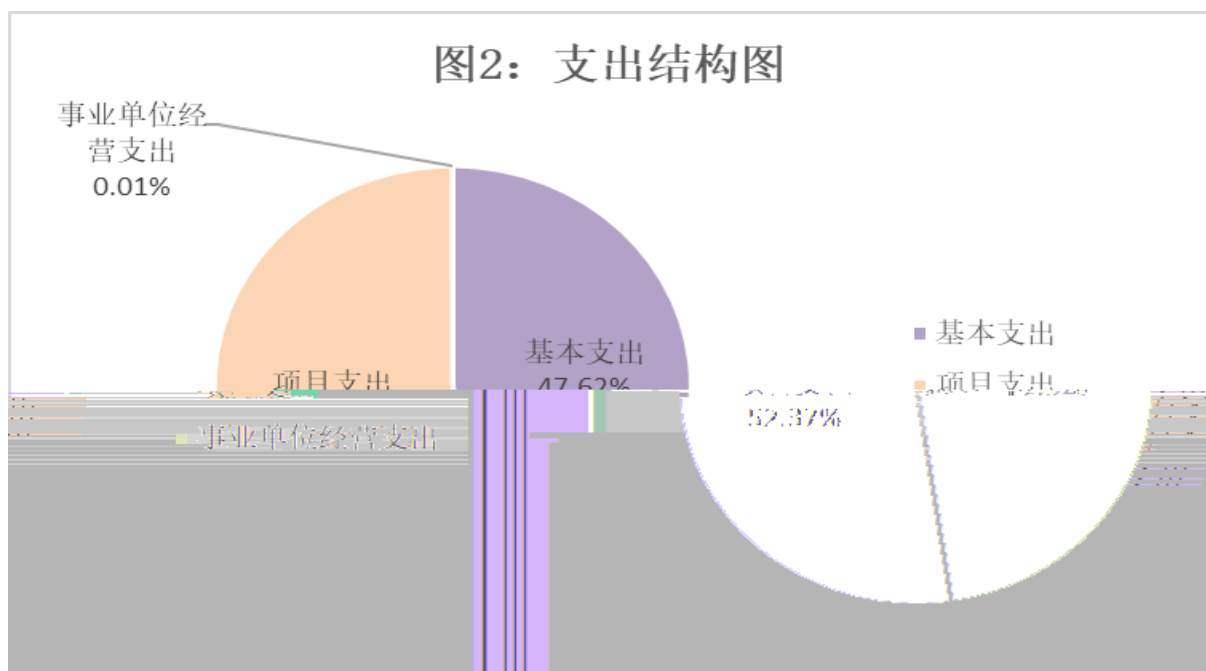 图2：支出结构图
事业单位经
营支出
0.01%
基本支出
47.62%
项目支出
52.37%
基本支出
项目支出
事业单位经营支出